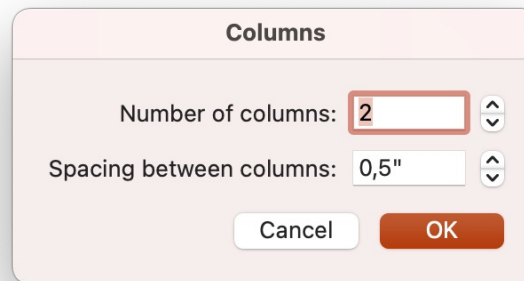 Columns
Number of columns: 2
Spacing between columns: 0,5"
Cancel OK